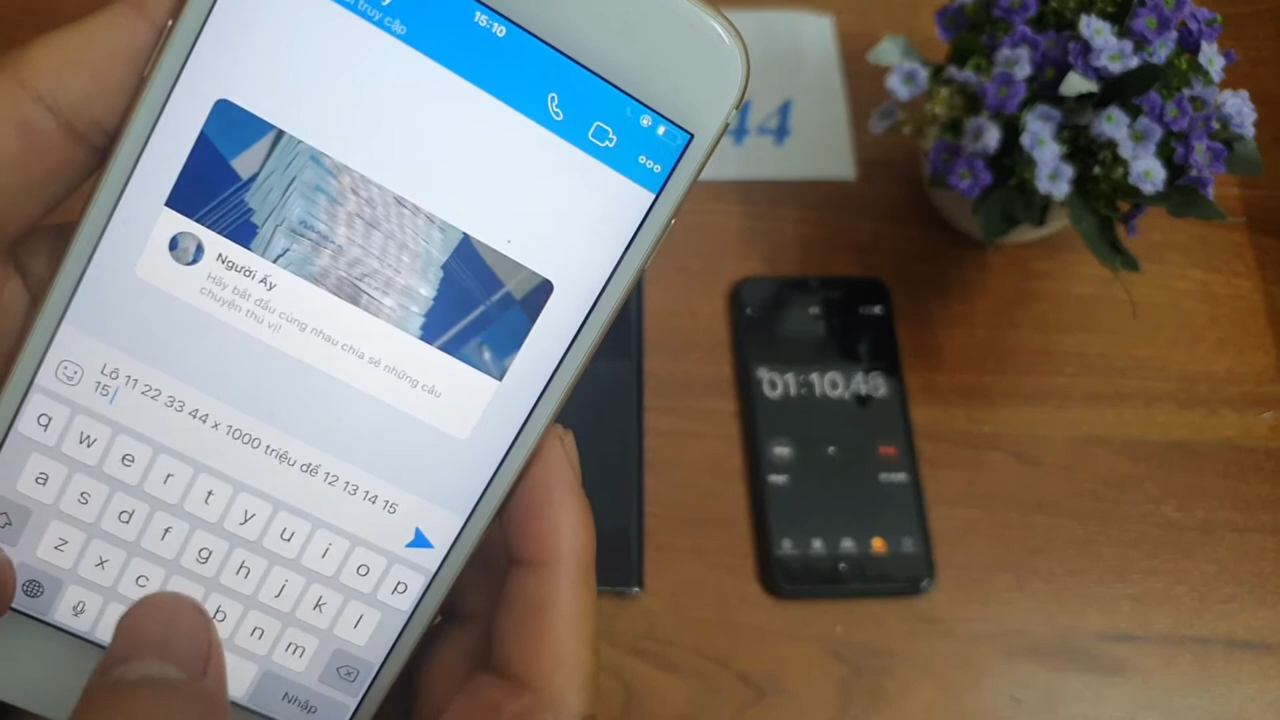 15:10
truy cập
44
Người Ấy
Hãy bắt đầu cùng nhau chia sẻ những câu
chuyện thú vị!
Lô 11 22 33 44 x 1000 triệu đề 12 13 14 15
15
q w e r t y u i o p
a s d f g h j k l
z x c b n m
Nhập
01:10,46